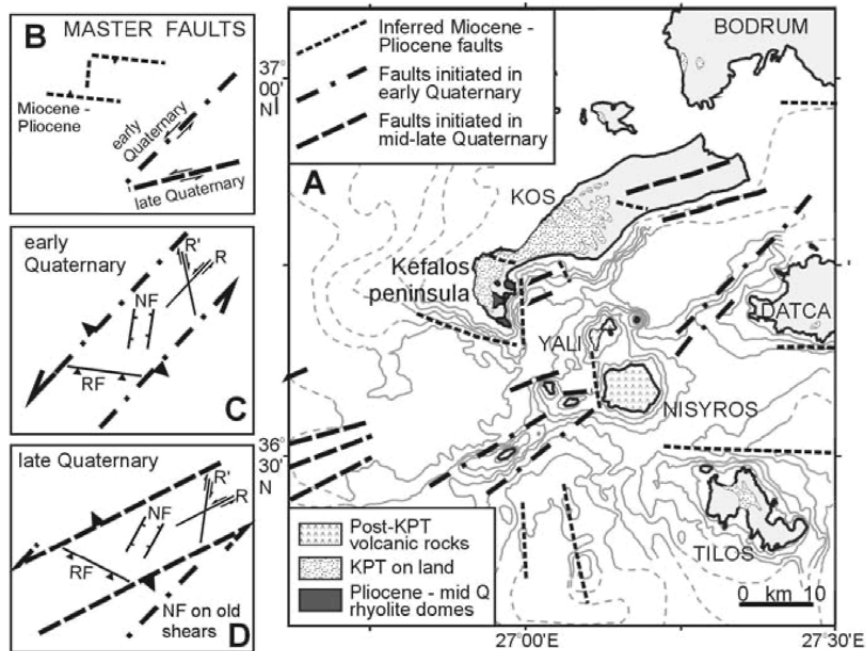 B MASTER FAULTS
Miocene -
Pliocene
early
Quaternary
late Quaternary
early
Quaternary
R'
R
NF
RF
C
late Quaternary
R'
R
NF
RF
NF on old
shears
D
37°
00'
N
36°
30'
N
Inferred Miocene -
Pliocene faults
Faults initiated in
early Quaternary
Faults initiated in
mid-late Quaternary
A
BODRUM
KOS
Kefalos
peninsula
DATCA
YALI
NISYROS
TILOS
Post-KPT
volcanic rocks
KPT on land
Pliocene - mid Q
rhyolite domes
0 km 10
27°00'E
27°30'E